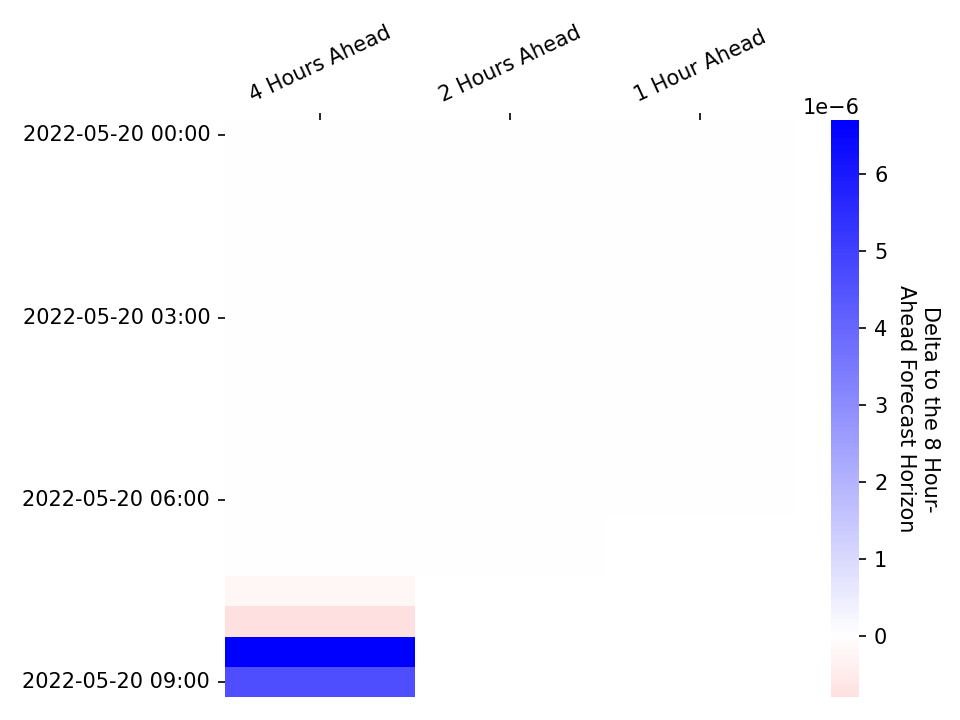 4 Hours Ahead
2 Hours Ahead
1 Hour Ahead
1e−6
2022-05-20 00:00
2022-05-20 03:00
2022-05-20 06:00
2022-05-20 09:00
6
5
4
3
2
1
0
Delta to the 8 Hour-
Ahead Forecast Horizon